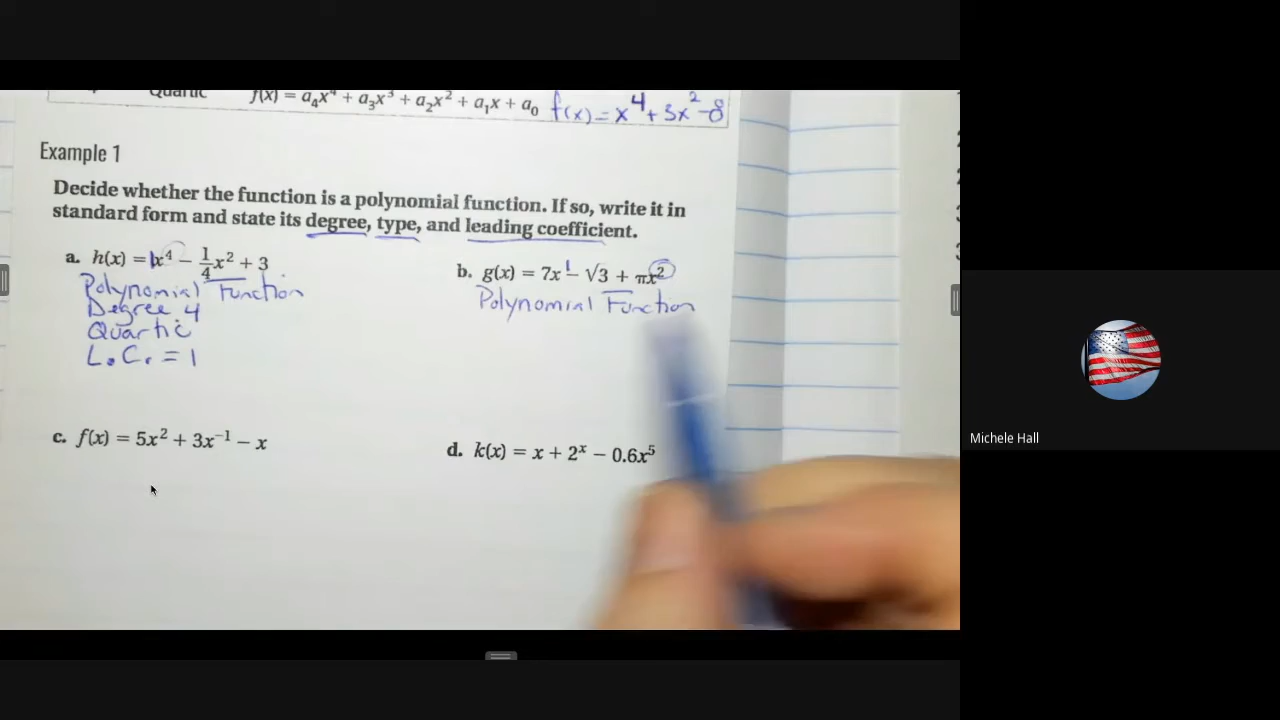 Quartic f(x) = a₄x⁴ + a₃x³ + a₂x² + a₁x + a₀ f(x) = x⁴ + 3x² - 8
Example 1
Decide whether the function is a polynomial function. If so, write it in
standard form and state its degree, type, and leading coefficient.
a. h(x) = 1x⁴ − 1/4x² + 3
Polynomial Function
Degree 4
Quartic
L.C. = 1
b. g(x) = 7x¹ − √3 + πx²
Polynomial Function
c. f(x) = 5x² + 3x⁻¹ − x
d. k(x) = x + 2ˣ − 0.6x⁵
Michele Hall